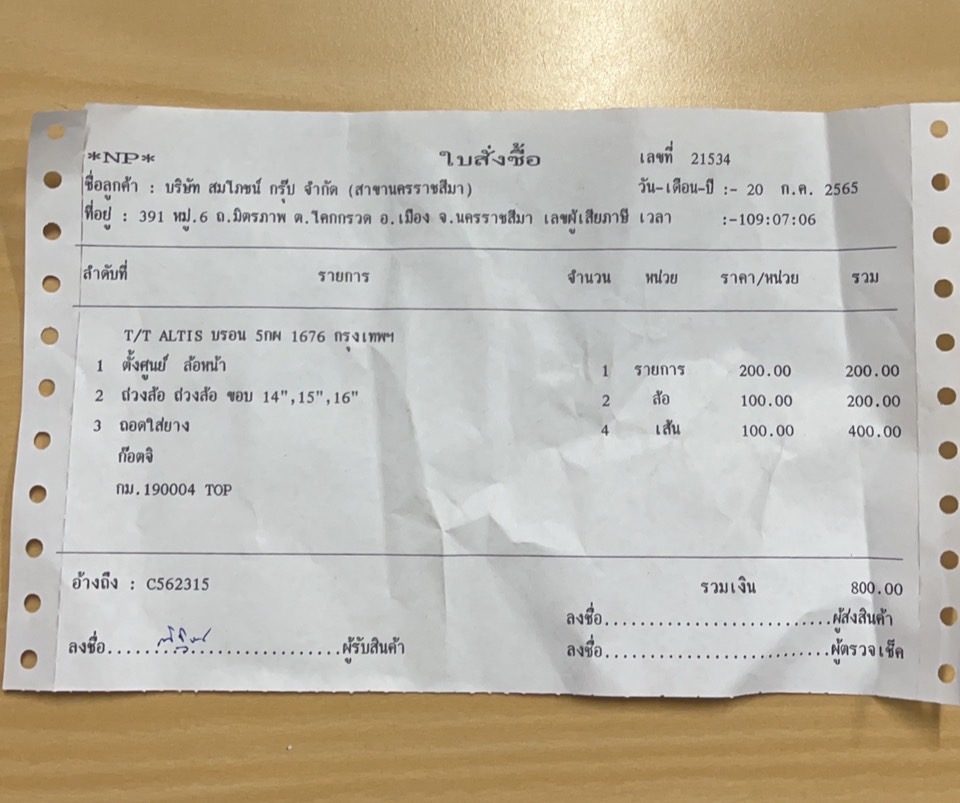 *NP* ใบสั่งซื้อ เลขที่ 21534
ชื่อลูกค้า : บริษัท สมโภชน์ กรุ๊ป จำกัด (สาขานครราชสีมา) วัน-เดือน-ปี :- 20 ก.ค. 2565
ที่อยู่ : 391 หมู่.6 ถ.มิตรภาพ ต.โคกกรวด อ.เมือง จ.นครราชสีมา เลขผู้เสียภาษี เวลา :-109:07:06
ลำดับที่ รายการ จำนวน หน่วย ราคา/หน่วย รวม
T/T ALTIS บรอน 5กผ 1676 กรุงเทพฯ
1 ตั้งศูนย์ ล้อหน้า 1 รายการ 200.00 200.00
2 ถ่วงล้อ ถ่วงล้อ ขอบ 14",15",16" 2 ล้อ 100.00 200.00
3 ถอดใส่ยาง 4 เส้น 100.00 400.00
ก๊อตจิ
กม.190004 TOP
อ้างถึง : C562315 รวมเงิน 800.00
ลงชื่อ..........................ผู้ส่งสินค้า
ลงชื่อ..........................ผู้รับสินค้า ลงชื่อ..........................ผู้ตรวจเช็ค